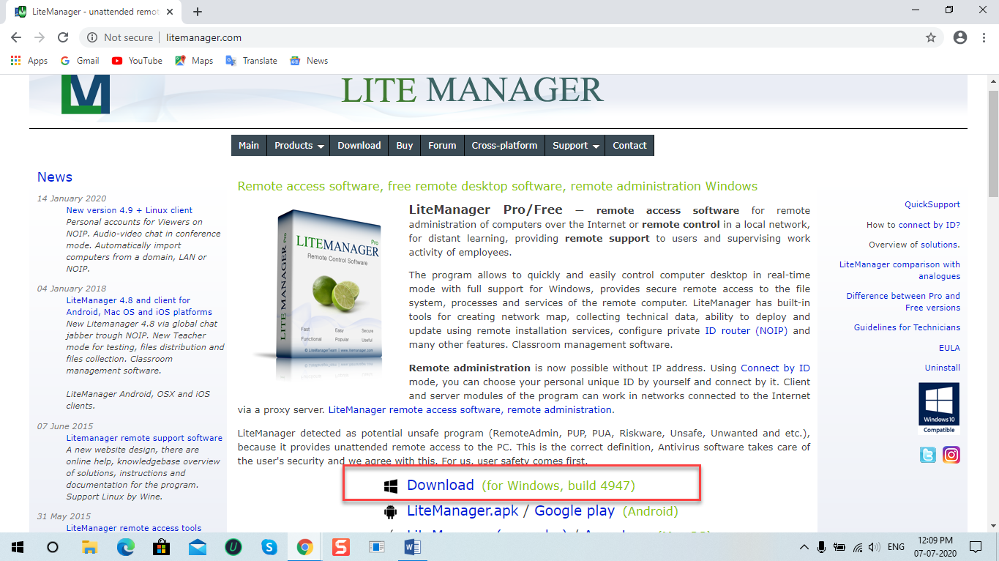 LiteManager - unattended remot
Not secure
litemanager.com
Apps
Gmail
YouTube
Maps
Translate
News
LITE MANAGER
Main
Products
Download
Buy
Forum
Cross-platform
Support
Contact
News
14 January 2020
New version 4.9 + Linux client
Personal accounts for Viewers on
NOIP. Audio-video chat in conference
mode. Automatically import
computers from a domain, LAN or
NOIP.
04 January 2018
LiteManager 4.8 and client for
Android, Mac OS and iOS platforms
New Litemanager 4.8 via global chat
jabber trough NOIP. New Teacher
mode for testing, files distribution and
files collection. Classroom
management software.
LiteManager Android, OSX and iOS
clients.
07 June 2015
Litemanager remote support software
A new website design, there are
online help, knowledgebase overview
of solutions, instructions and
documentation for the program.
Support Linux by Wine.
31 May 2015
LiteManager remote access tools
Remote access software, free remote desktop software, remote administration Windows
LITE MANAGER Pro
LITEMANAGER
Pro
Remote Control Software
Fast Easy Secure
Functional Popular Useful
© LiteManagerTeam | www.litemanager.com
LiteManager Pro/Free — remote access software for remote
administration of computers over the Internet or remote control in a local network,
for distant learning, providing remote support to users and supervising work
activity of employees.
The program allows to quickly and easily control computer desktop in real-time
mode with full support for Windows, provides secure remote access to the file
system, processes and services of the remote computer. LiteManager has built-in
tools for creating network map, collecting technical data, ability to deploy and
update using remote installation services, configure private ID router (NOIP) and
many other features. Classroom management software.
Remote administration is now possible without IP address. Using Connect by ID
mode, you can choose your personal unique ID by yourself and connect by it. Client
and server modules of the program can work in networks connected to the Internet
via a proxy server. LiteManager remote access software, remote administration.
LiteManager detected as potential unsafe program (RemoteAdmin, PUP, PUA, Riskware, Unsafe, Unwanted and etc.),
because it provides unattended remote access to the PC. This is the correct definition, Antivirus software takes care of
the user's security and we agree with this. For us, user safety comes first.
Download (for Windows, build 4947)
LiteManager.apk / Google play (Android)
QuickSupport
How to connect by ID?
Overview of solutions.
LiteManager comparison with
analogues
Difference between Pro and
Free versions
Guidelines for Technicians
EULA
Uninstall
Windows10
Compatible
ENG
12:09 PM
07-07-2020